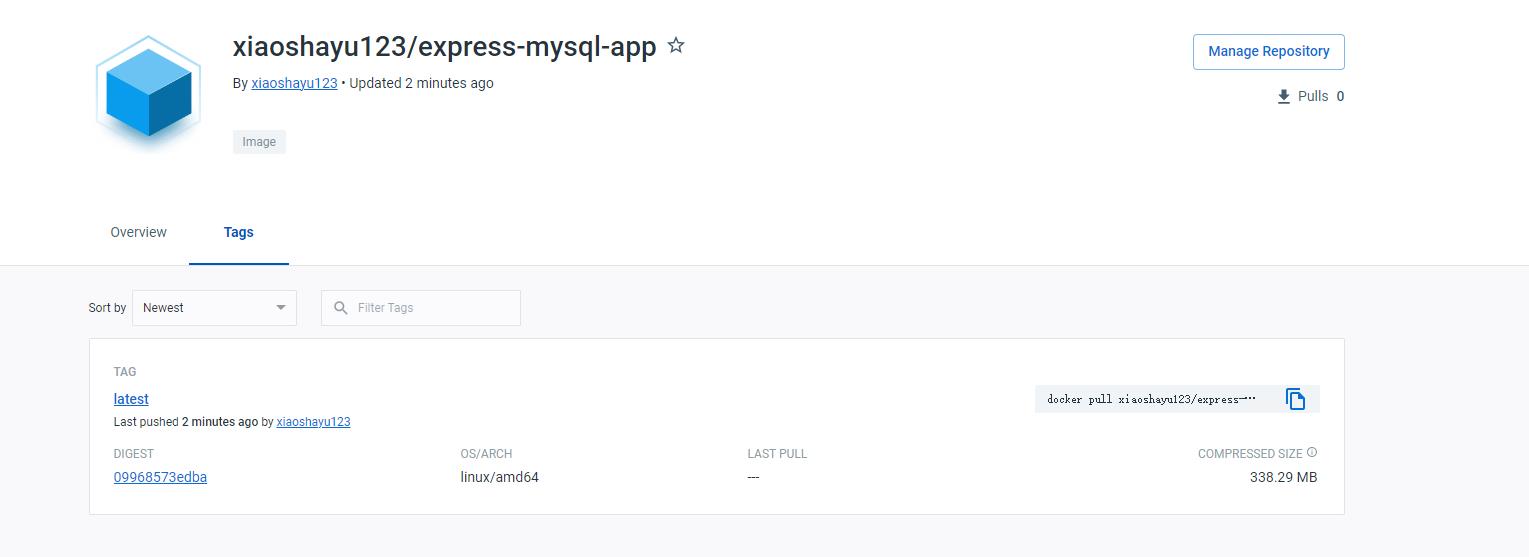 xiaoshayu123/express-mysql-app
Manage Repository
By xiaoshayu123 • Updated 2 minutes ago
Pulls 0
Image
Overview
Tags
Sort by
Newest
Filter Tags
TAG
latest
docker pull xiaoshayu123/express-···
Last pushed 2 minutes ago by xiaoshayu123
DIGEST
OS/ARCH
LAST PULL
COMPRESSED SIZE
09968573edba
linux/amd64
---
338.29 MB